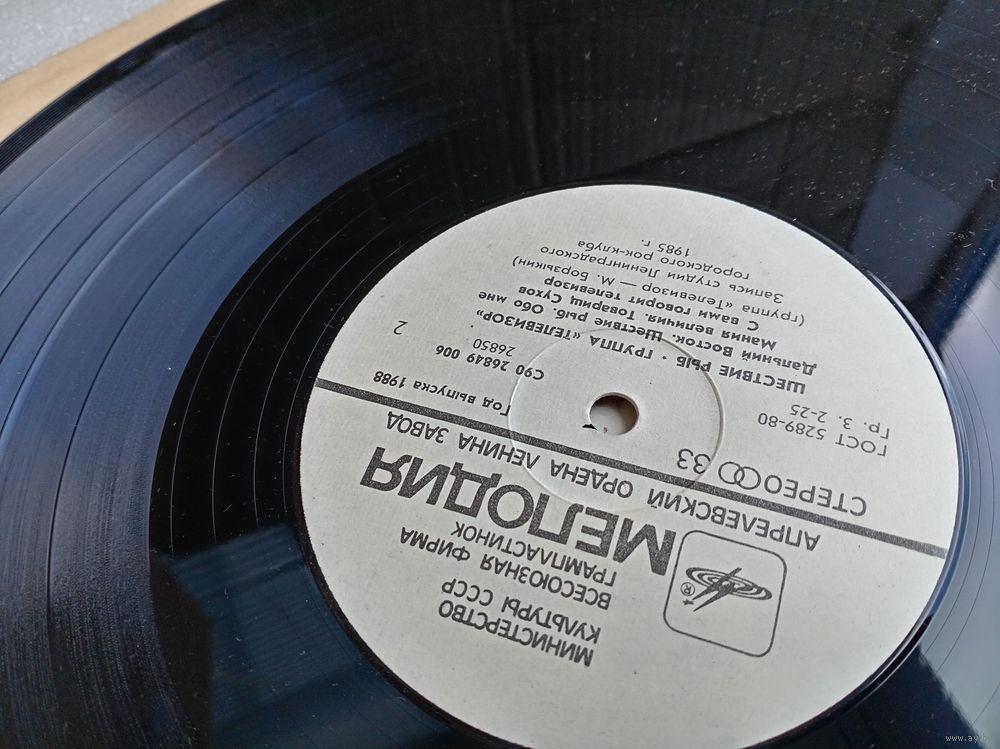 МИНИСТЕРСТВО
КУЛЬТУРЫ СССР
ВСЕСОЮЗНАЯ ФИРМА
ГРАМПЛАСТИНОК
МЕЛОДИЯ
®
АПРЕЛЕВСКИЙ ОРДЕНА ЛЕНИНА ЗАВОД
СТЕРЕО 33
Год выпуска 1988
ГОСТ 5289-80
Гр. 3. 2-25
С90 26849 006
26850
2
ШЕСТВИЕ РЫБ · ГРУППА «ТЕЛЕВИЗОР»
Дальний Восток. Шествие рыб. Обо мне
Мания величия. Товарищ Сухов
С вами говорит телевизор
(группа «Телевизор — М. Борзыкин)
Запись студии Ленинградского
городского рок-клуба
1985 г.